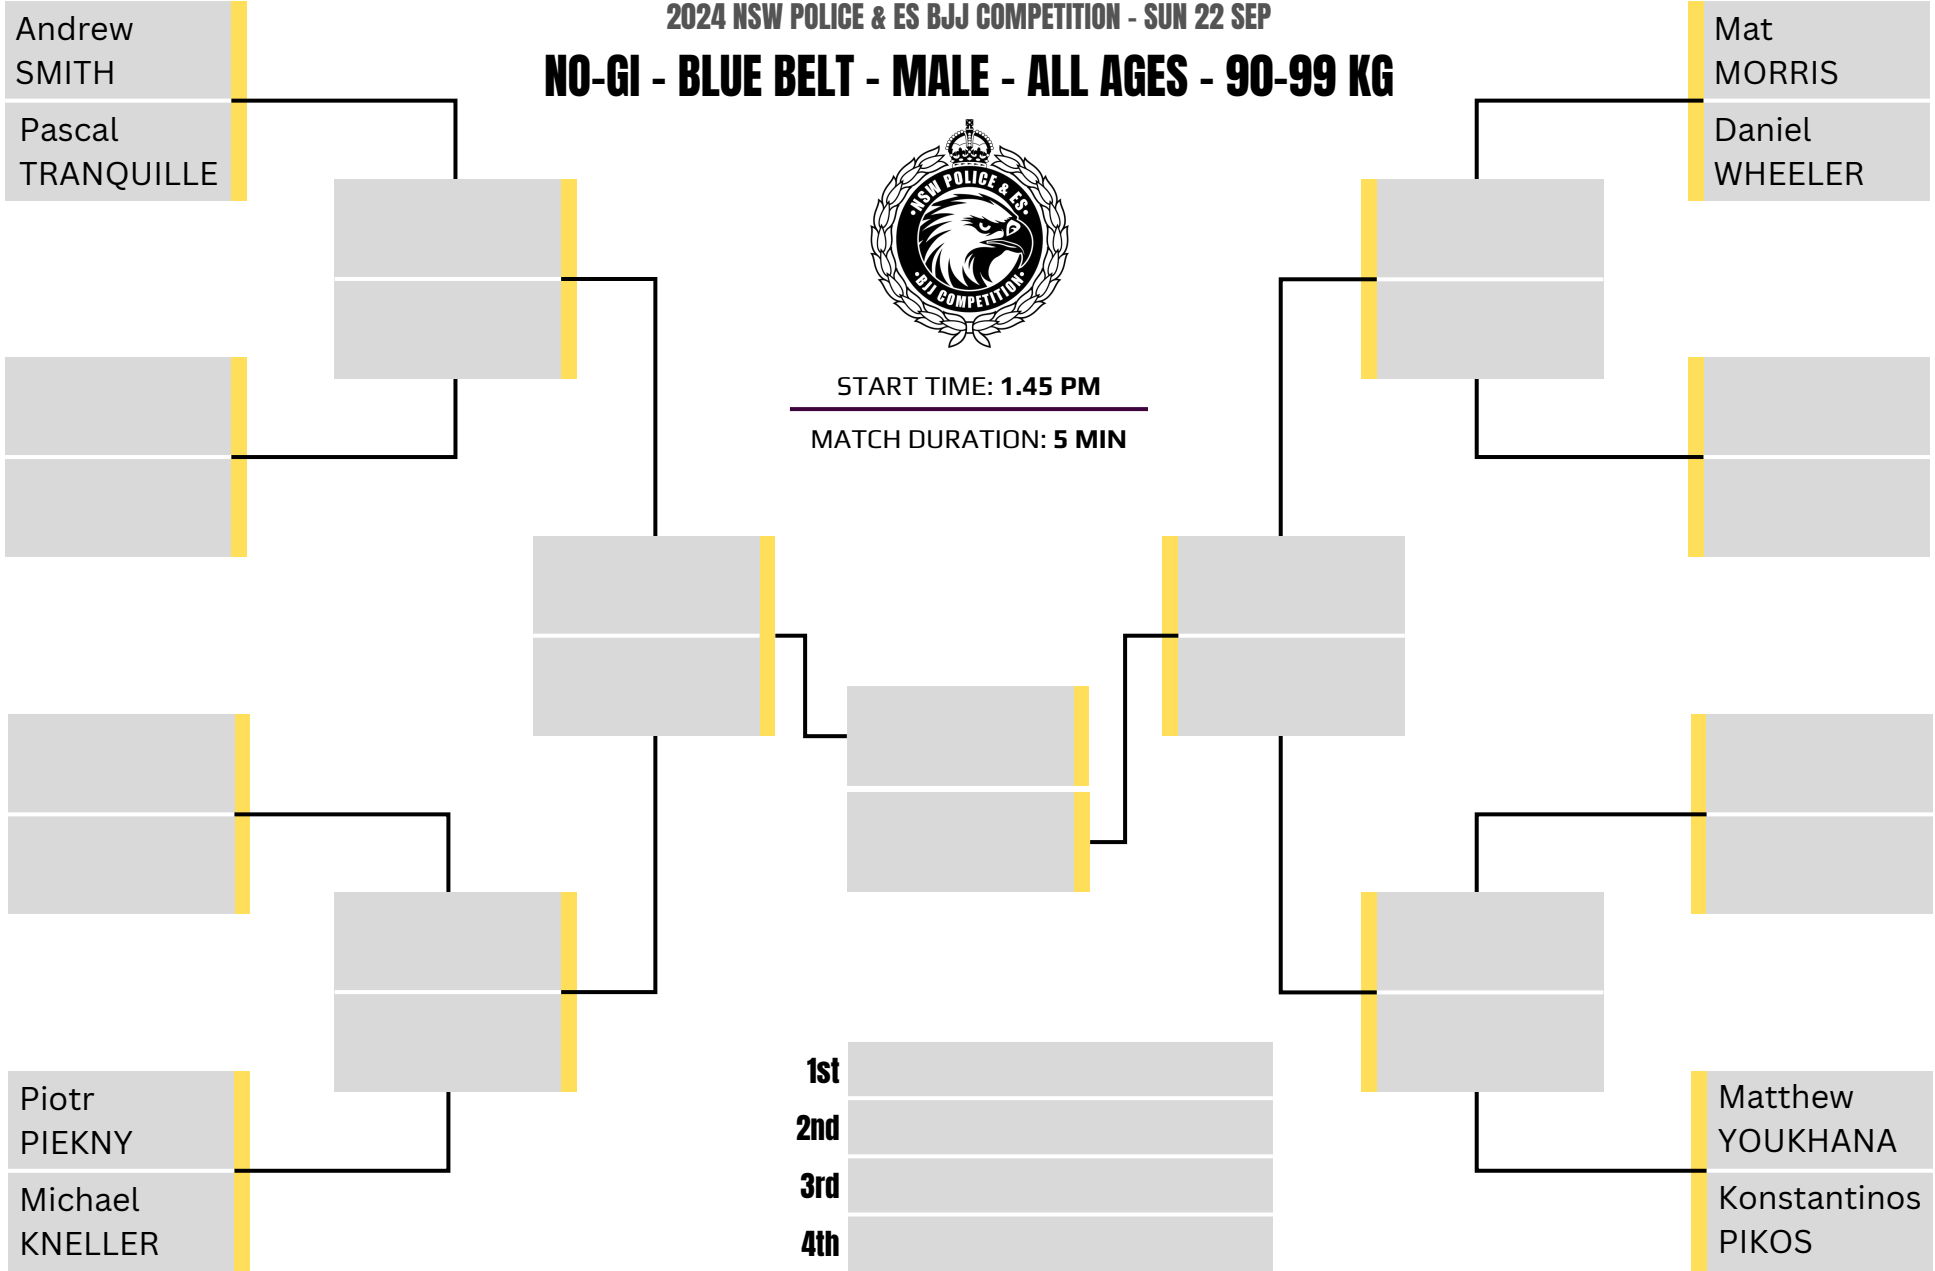 2024 NSW POLICE & ES BJJ COMPETITION - SUN 22 SEP
NO-GI - BLUE BELT - MALE - ALL AGES - 90-99 KG
Andrew
SMITH
Pascal
TRANQUILLE
Mat
MORRIS
Daniel
WHEELER
·NSW POLICE & ES·
·BJJ COMPETITION·
START TIME: 1.45 PM
MATCH DURATION: 5 MIN
Piotr
PIEKNY
Michael
KNELLER
1st
2nd
3rd
4th
Matthew
YOUKHANA
Konstantinos
PIKOS